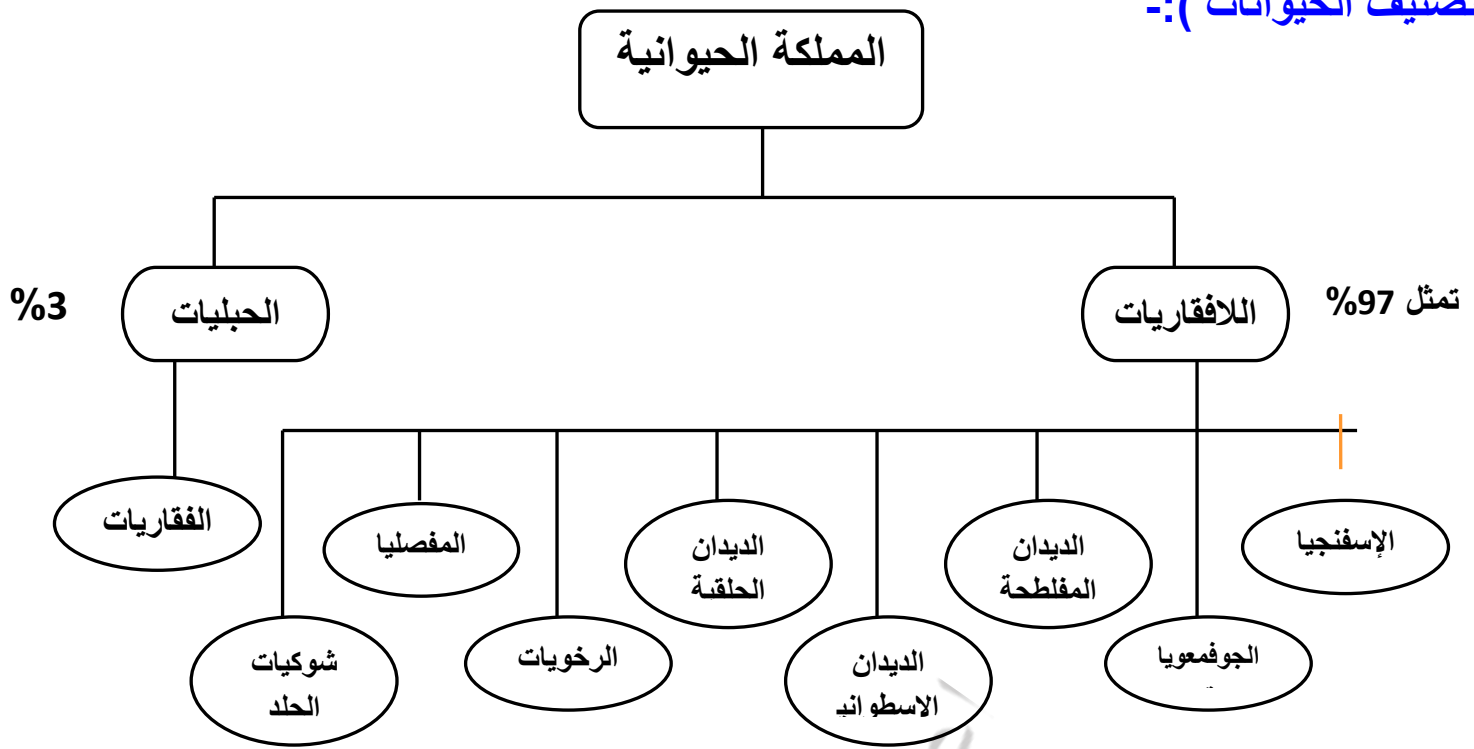 تصنيف الحيوانات ):-
المملكة الحيوانية
تمثل 97%
اللافقاريات
الحبليات
%3
الإسفنجيا
الجوفمعويا
الديدان
المفلطحة
الديدان
الاسطواني
الديدان
الحلقية
الرخويات
المفصليا
شوكيات
الجلد
الفقاريات